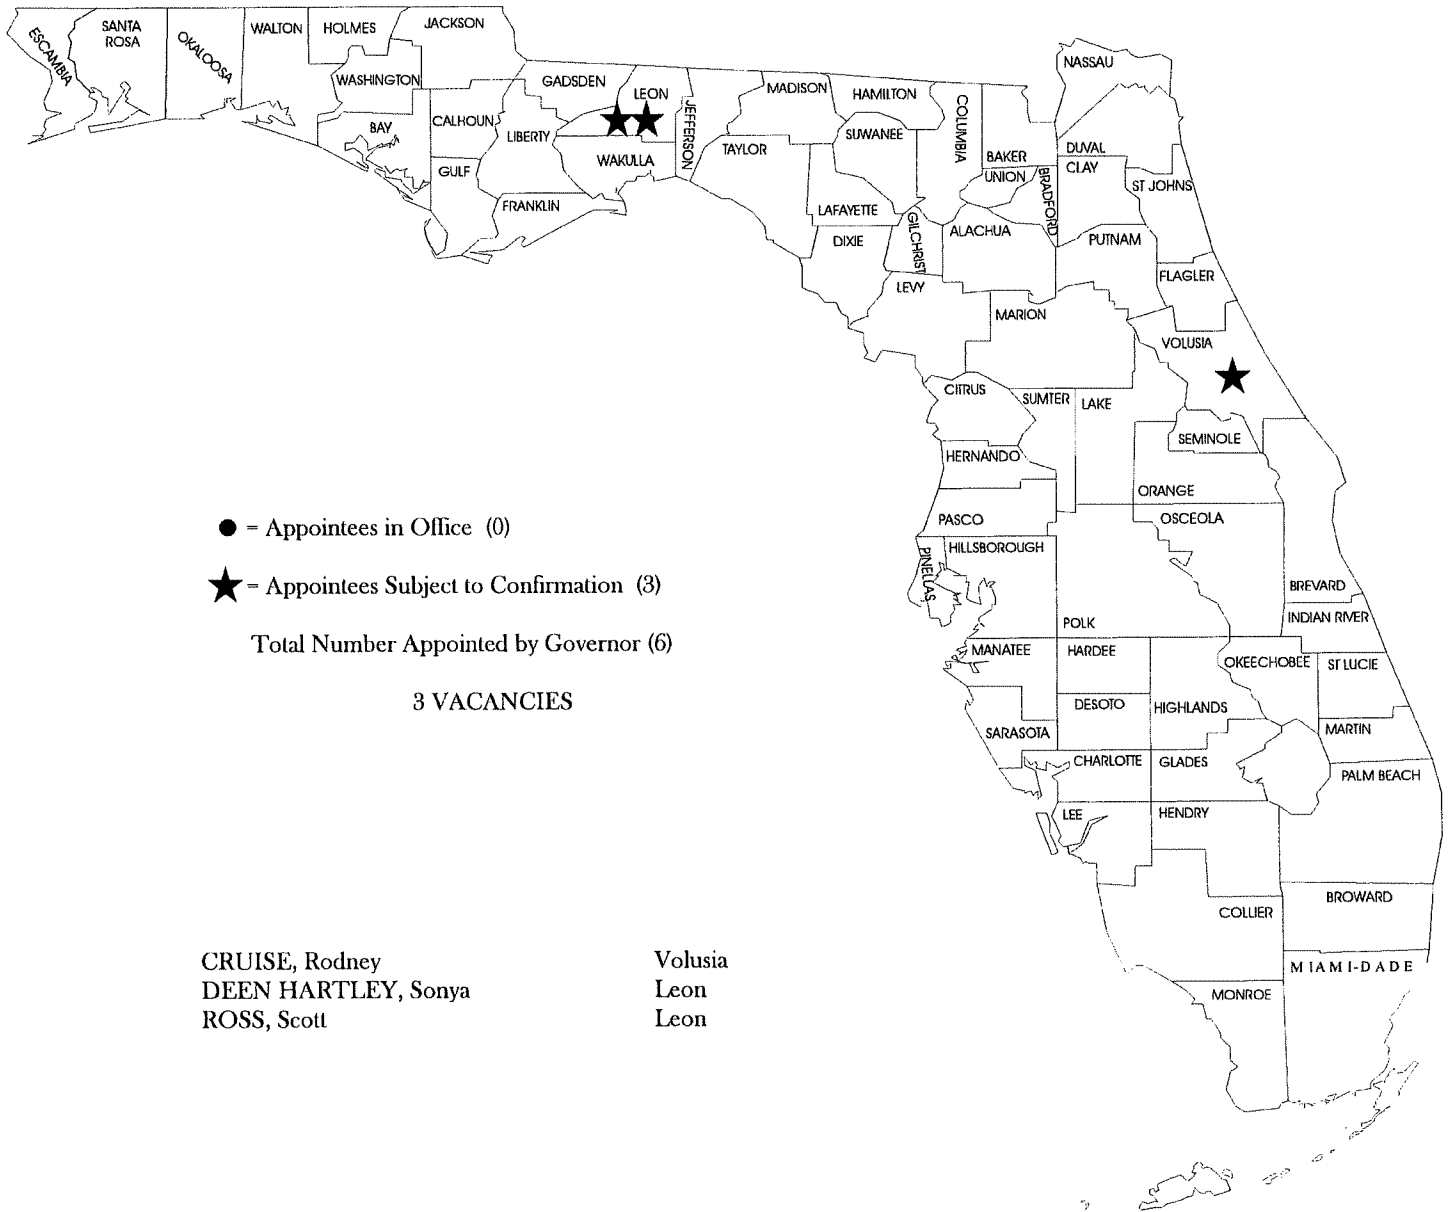 ESCAMBIA
SANTA
ROSA
OKALOOSA
WALTON
HOLMES
JACKSON
WASHINGTON
BAY
CALHOUN
GULF
GADSDEN
LIBERTY
FRANKLIN
LEON
WAKULLA
JEFFERSON
TAYLOR
MADISON
HAMILTON
SUWANEE
LAFAYETTE
DIXIE
COLUMBIA
GILCHRIST
LEVY
BAKER
UNION
BRADFORD
ALACHUA
NASSAU
DUVAL
CLAY
ST JOHNS
PUTNAM
FLAGLER
MARION
VOLUSIA
CITRUS
SUMTER
LAKE
SEMINOLE
HERNANDO
ORANGE
PASCO
OSCEOLA
PINELLAS
HILLSBOROUGH
POLK
BREVARD
INDIAN RIVER
MANATEE
HARDEE
OKEECHOBEE
ST LUCIE
DESOTO
HIGHLANDS
SARASOTA
MARTIN
CHARLOTTE
GLADES
PALM BEACH
LEE
HENDRY
COLLIER
BROWARD
MIAMI-DADE
MONROE
● = Appointees in Office (0)
★ = Appointees Subject to Confirmation (3)
Total Number Appointed by Governor (6)
3 VACANCIES
CRUISE, Rodney Volusia
DEEN HARTLEY, Sonya Leon
ROSS, Scott Leon